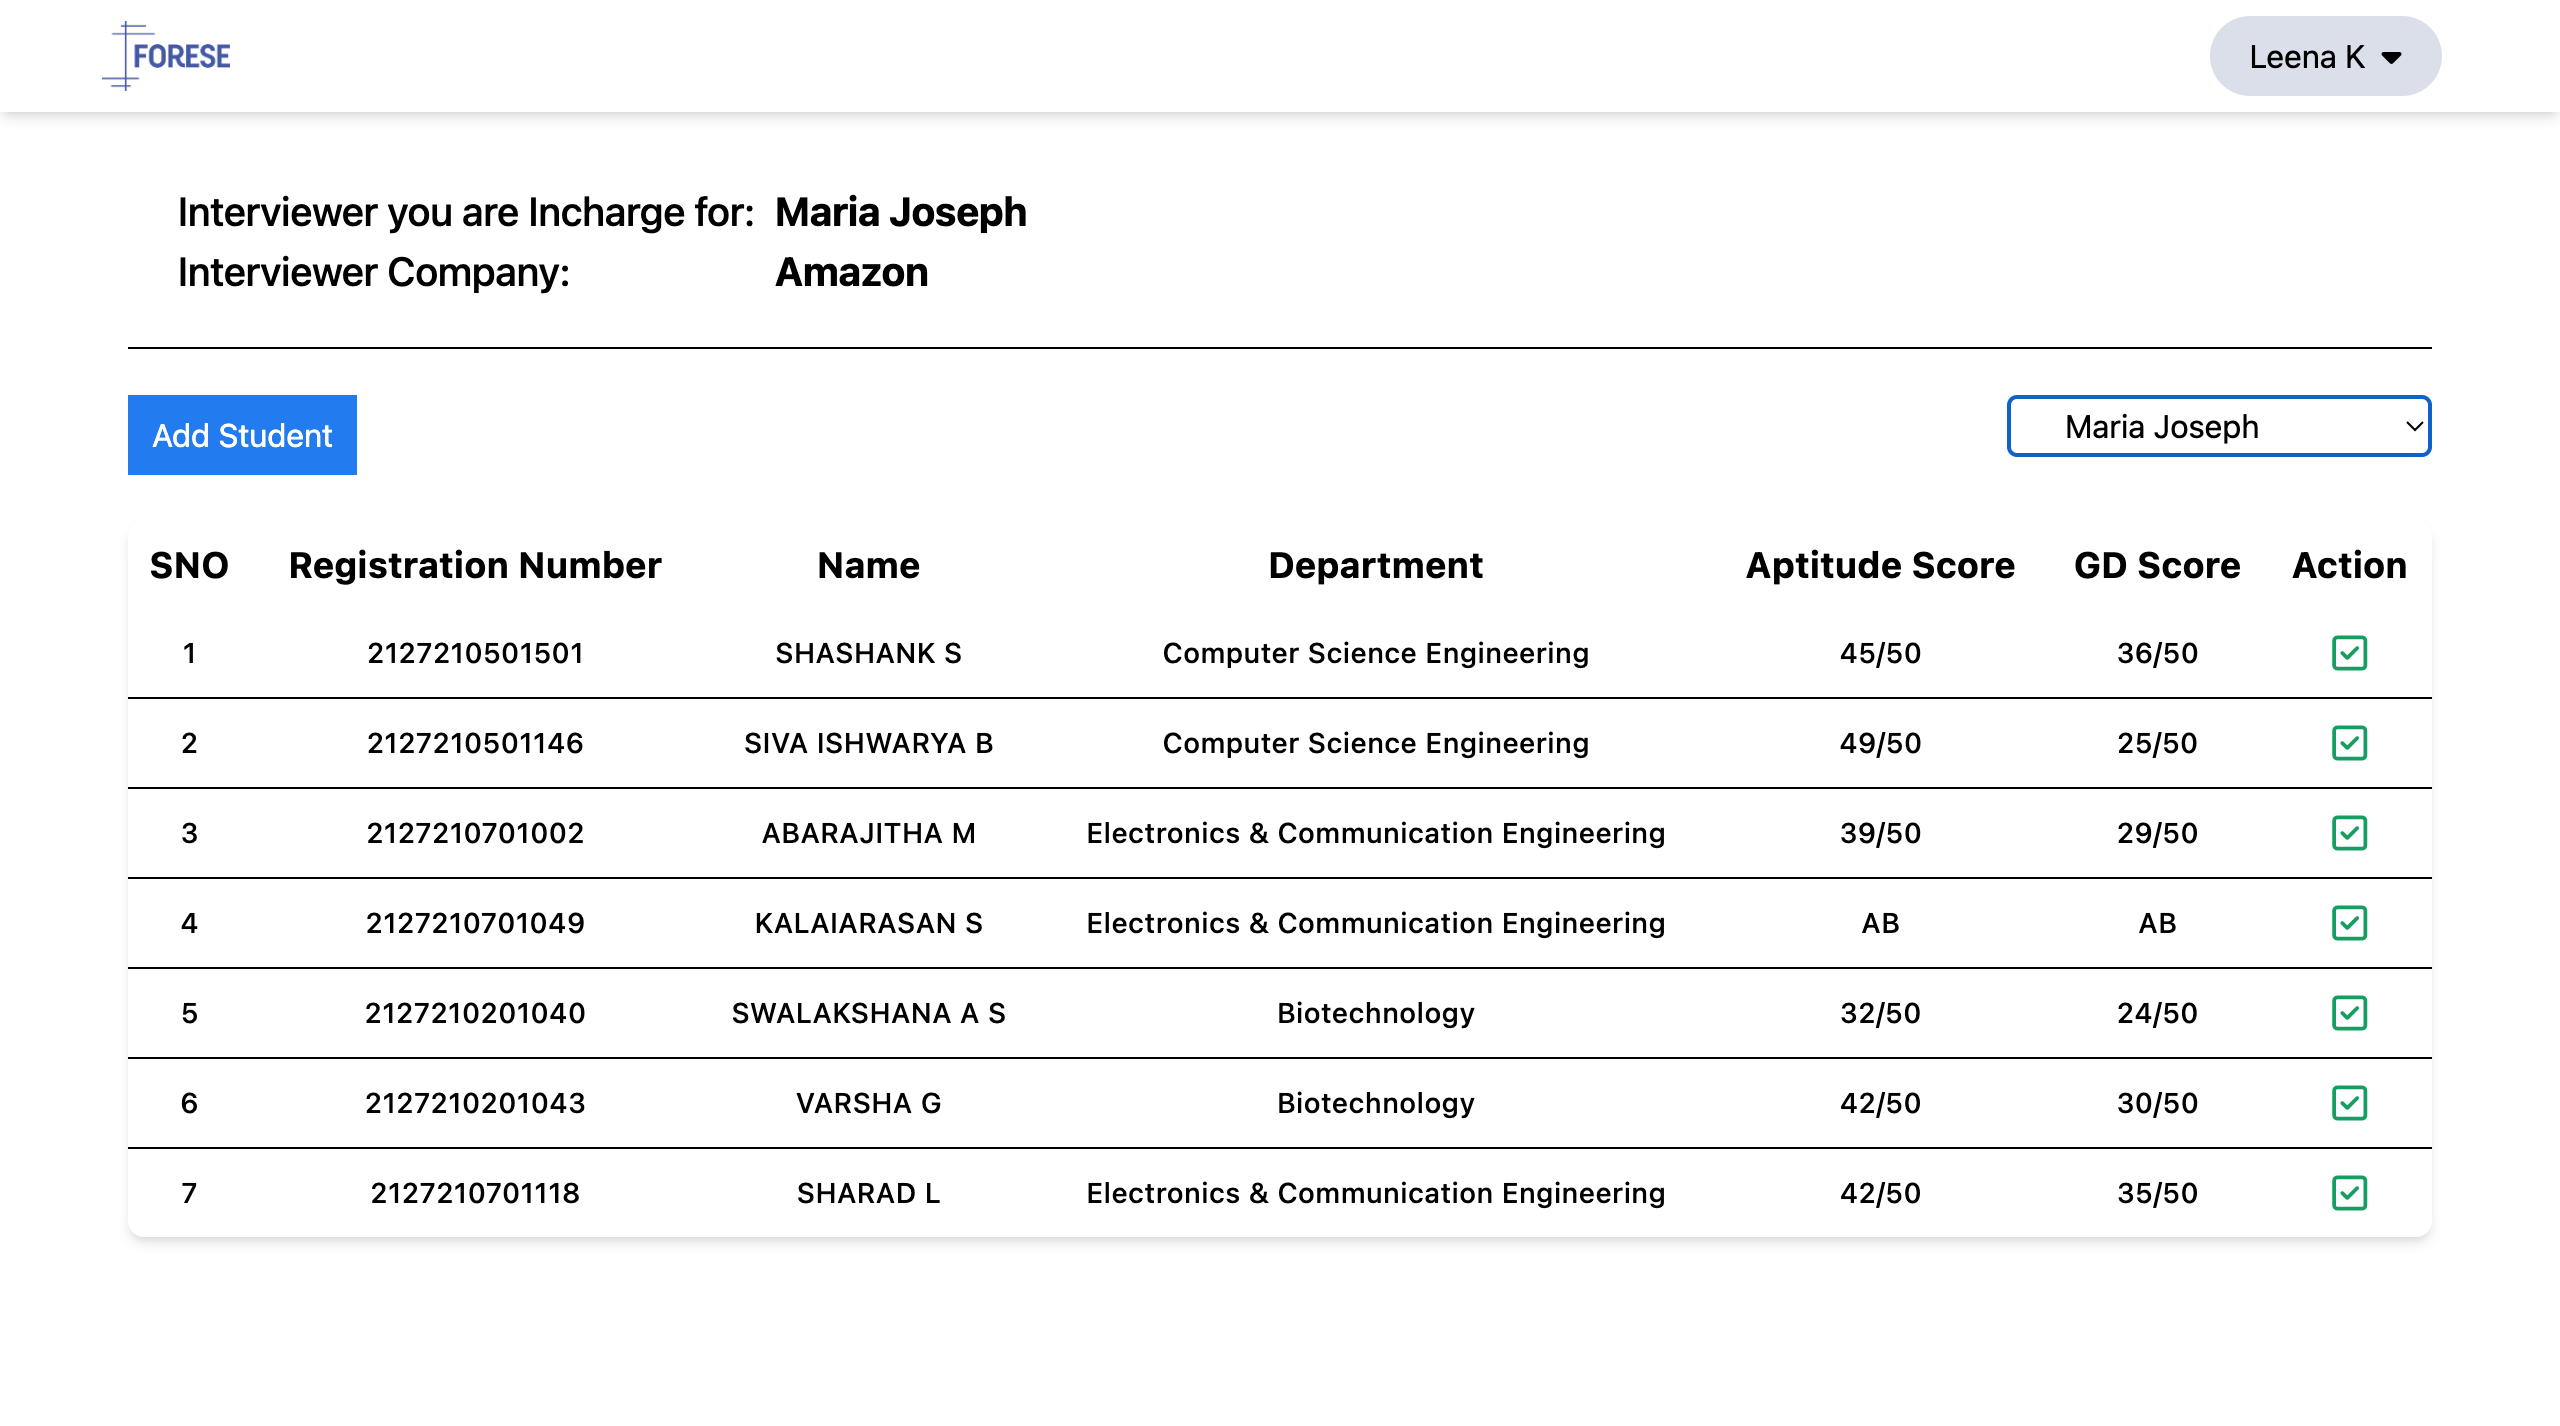 FORESE
Leena K
Interviewer you are Incharge for: Maria Joseph
Interviewer Company: Amazon
Add Student
Maria Joseph
SNO Registration Number Name Department Aptitude Score GD Score Action
1 2127210501501 SHASHANK S Computer Science Engineering 45/50 36/50
2 2127210501146 SIVA ISHWARYA B Computer Science Engineering 49/50 25/50
3 2127210701002 ABARAJITHA M Electronics & Communication Engineering 39/50 29/50
4 2127210701049 KALAIARASAN S Electronics & Communication Engineering AB AB
5 2127210201040 SWALAKSHANA A S Biotechnology 32/50 24/50
6 2127210201043 VARSHA G Biotechnology 42/50 30/50
7 2127210701118 SHARAD L Electronics & Communication Engineering 42/50 35/50